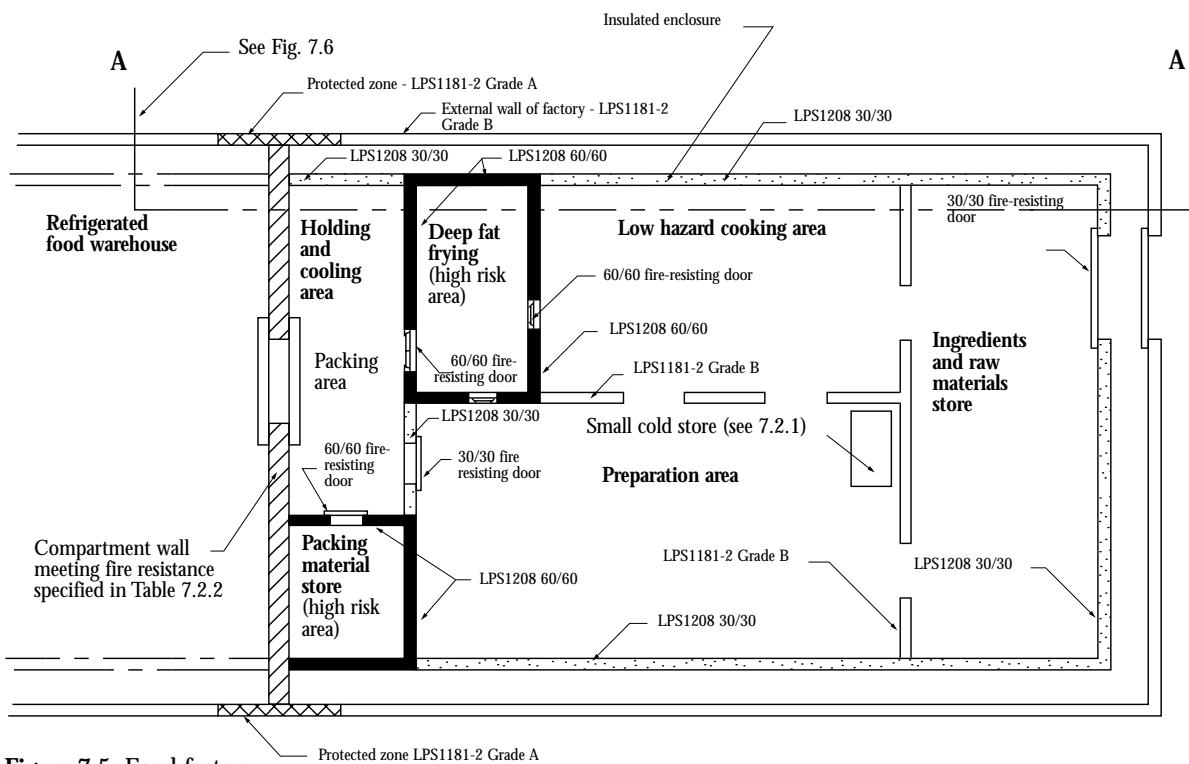 Insulated enclosure
See Fig. 7.6
A
A
Protected zone - LPS1181-2 Grade A
External wall of factory - LPS1181-2
Grade B
LPS1208 30/30
LPS1208 30/30
LPS1208 60/60
30/30 fire-resisting
door
Refrigerated
food warehouse
Holding
and
cooling
area
Deep fat
frying
(high risk
area)
Low hazard cooking area
60/60 fire-resisting door
LPS1208 60/60
Ingredients
and raw
materials
store
Packing
area
60/60 fire-
resisting door
LPS1181-2 Grade B
LPS1208 30/30
Small cold store (see 7.2.1)
60/60 fire-
resisting
door
30/30 fire
resisting door
Preparation area
Compartment wall
meeting fire resistance
specified in Table 7.2.2
Packing
material
store
(high risk
area)
LPS1208 60/60
LPS1181-2 Grade B
LPS1208 30/30
LPS1208 30/30
Protected zone LPS1181-2 Grade A